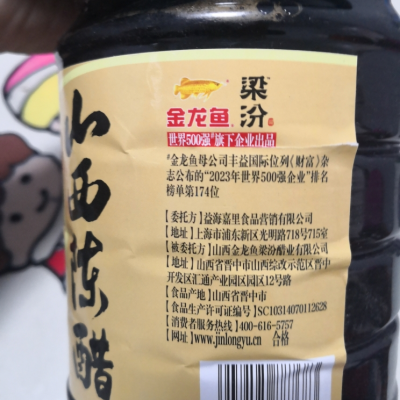 山西陈醋
金龙鱼 梁汾
世界500强#旗下企业出品
#金龙鱼母公司丰益国际位列《财富》杂
志公布的“2023年世界500强企业”排名
榜单第174位
【委托方】益海嘉里食品营销有限公司
【地址】上海市浦东新区光明路718号715室
【被委托方】山西金龙鱼梁汾醋业有限公司
【地址】山西省晋中市山西综改示范区晋中
开发区汇通产业园区园区12号路
【食品产地】山西省晋中市
【食品生产许可证编号】SC10314070112628
【消费者服务热线】400-616-5757
【网址】www.jinlongyu.cn 合格